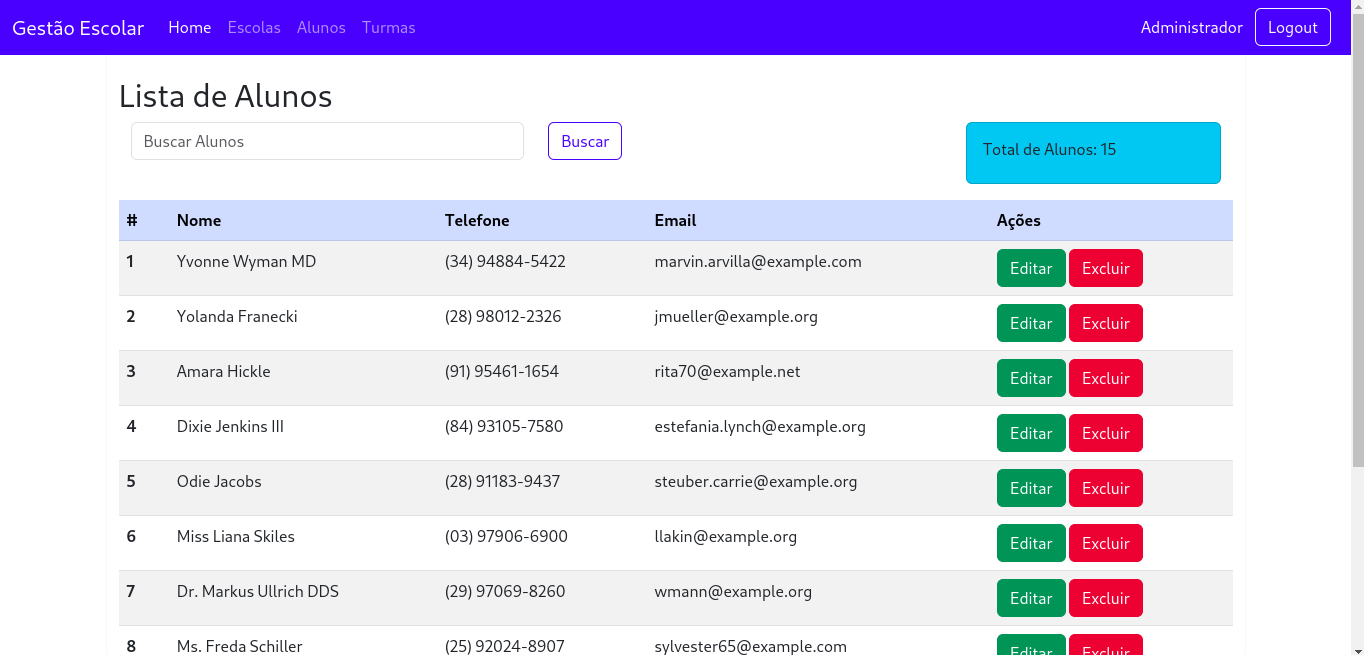 Gestão Escolar Home Escolas Alunos Turmas Administrador Logout
Lista de Alunos
Buscar Alunos Buscar Total de Alunos: 15
# Nome Telefone Email Ações
1 Yvonne Wyman MD (34) 94884-5422 marvin.arvilla@example.com Editar Excluir
2 Yolanda Franecki (28) 98012-2326 jmueller@example.org Editar Excluir
3 Amara Hickle (91) 95461-1654 rita70@example.net Editar Excluir
4 Dixie Jenkins III (84) 93105-7580 estefania.lynch@example.org Editar Excluir
5 Odie Jacobs (28) 91183-9437 steuber.carrie@example.org Editar Excluir
6 Miss Liana Skiles (03) 97906-6900 llakin@example.org Editar Excluir
7 Dr. Markus Ullrich DDS (29) 97069-8260 wmann@example.org Editar Excluir
8 Ms. Freda Schiller (25) 92024-8907 sylvester65@example.com Editar Excluir